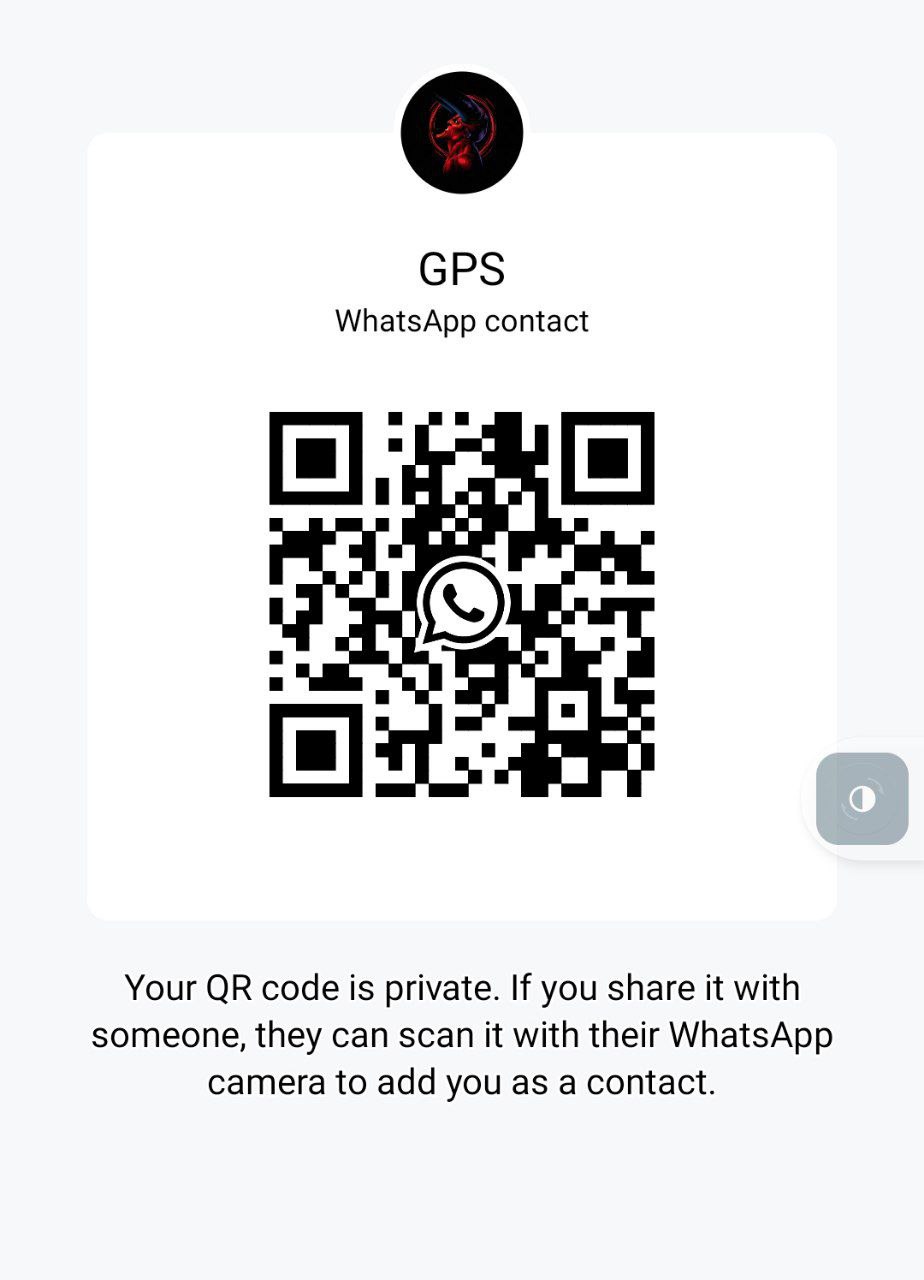 GPS
WhatsApp contact
Your QR code is private. If you share it with
someone, they can scan it with their WhatsApp
camera to add you as a contact.